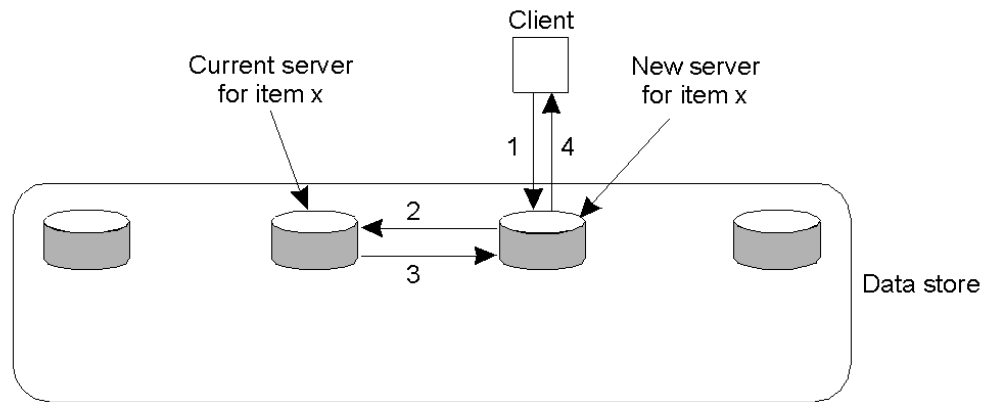 Client
Current server
for item x
New server
for item x
1
4
2
3
Data store